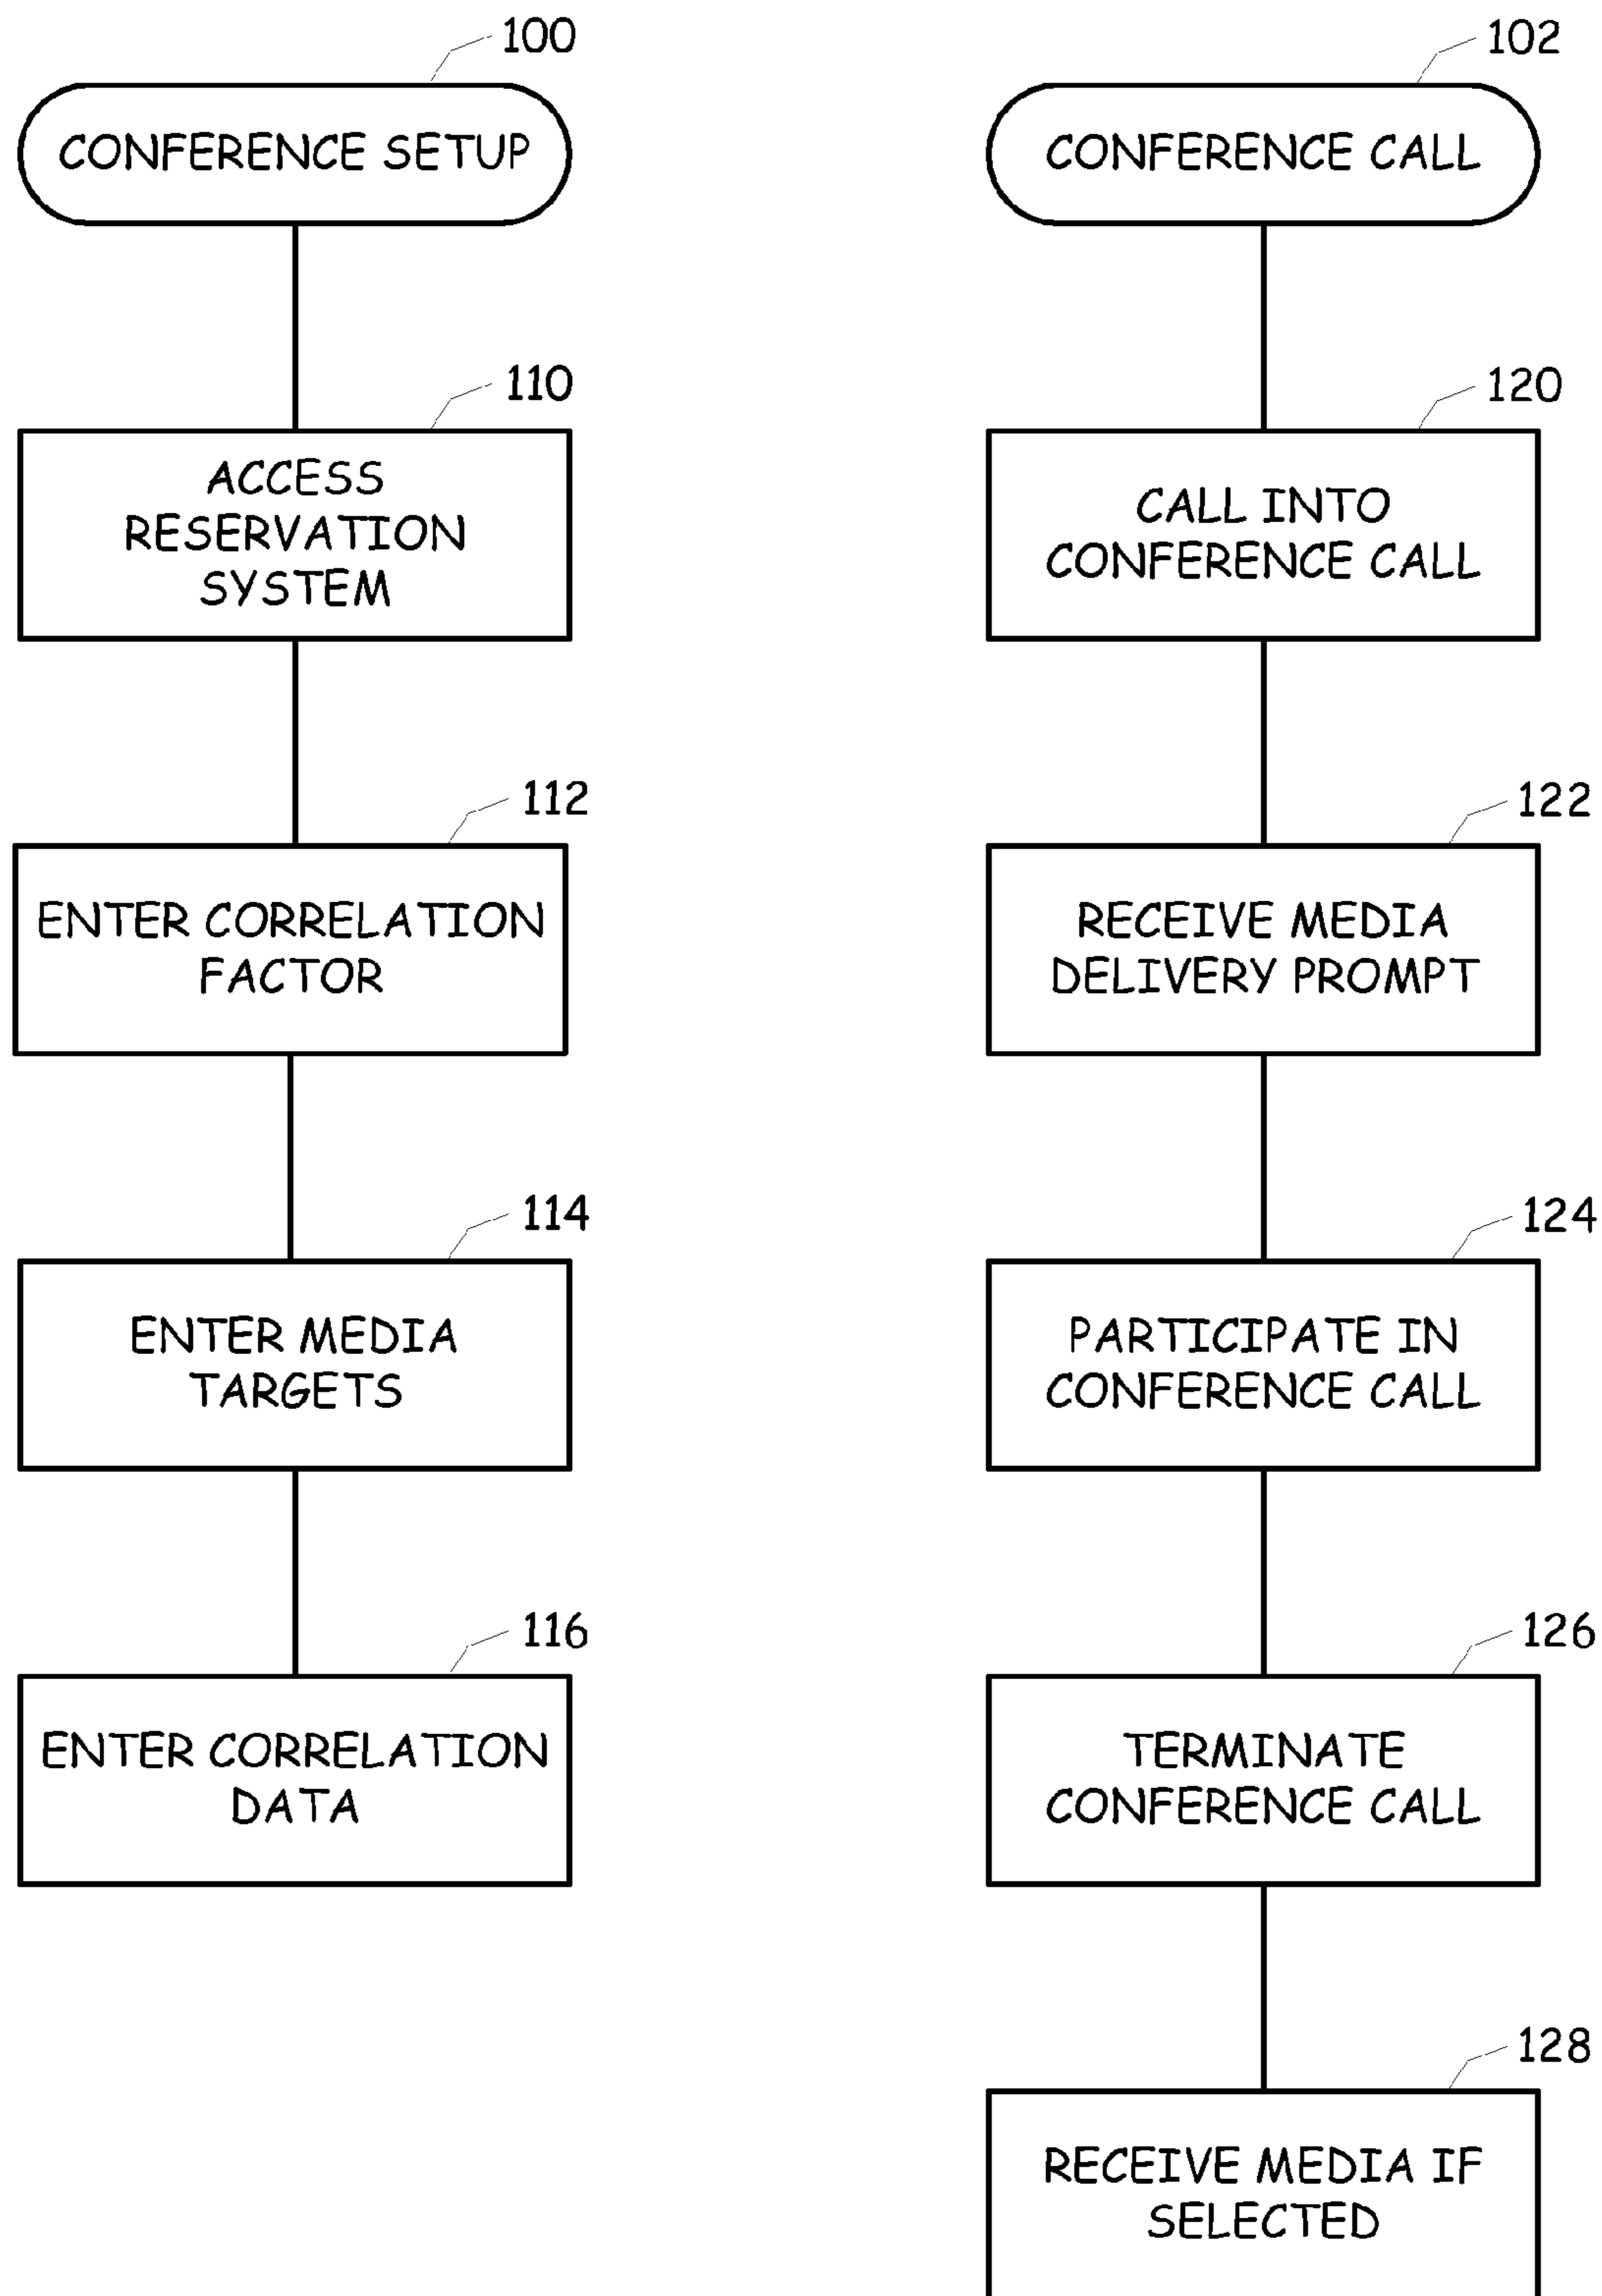 100
CONFERENCE SETUP
110
ACCESS
RESERVATION
SYSTEM
112
ENTER CORRELATION
FACTOR
114
ENTER MEDIA
TARGETS
116
ENTER CORRELATION
DATA
102
CONFERENCE CALL
120
CALL INTO
CONFERENCE CALL
122
RECEIVE MEDIA
DELIVERY PROMPT
124
PARTICIPATE IN
CONFERENCE CALL
126
TERMINATE
CONFERENCE CALL
128
RECEIVE MEDIA IF
SELECTED